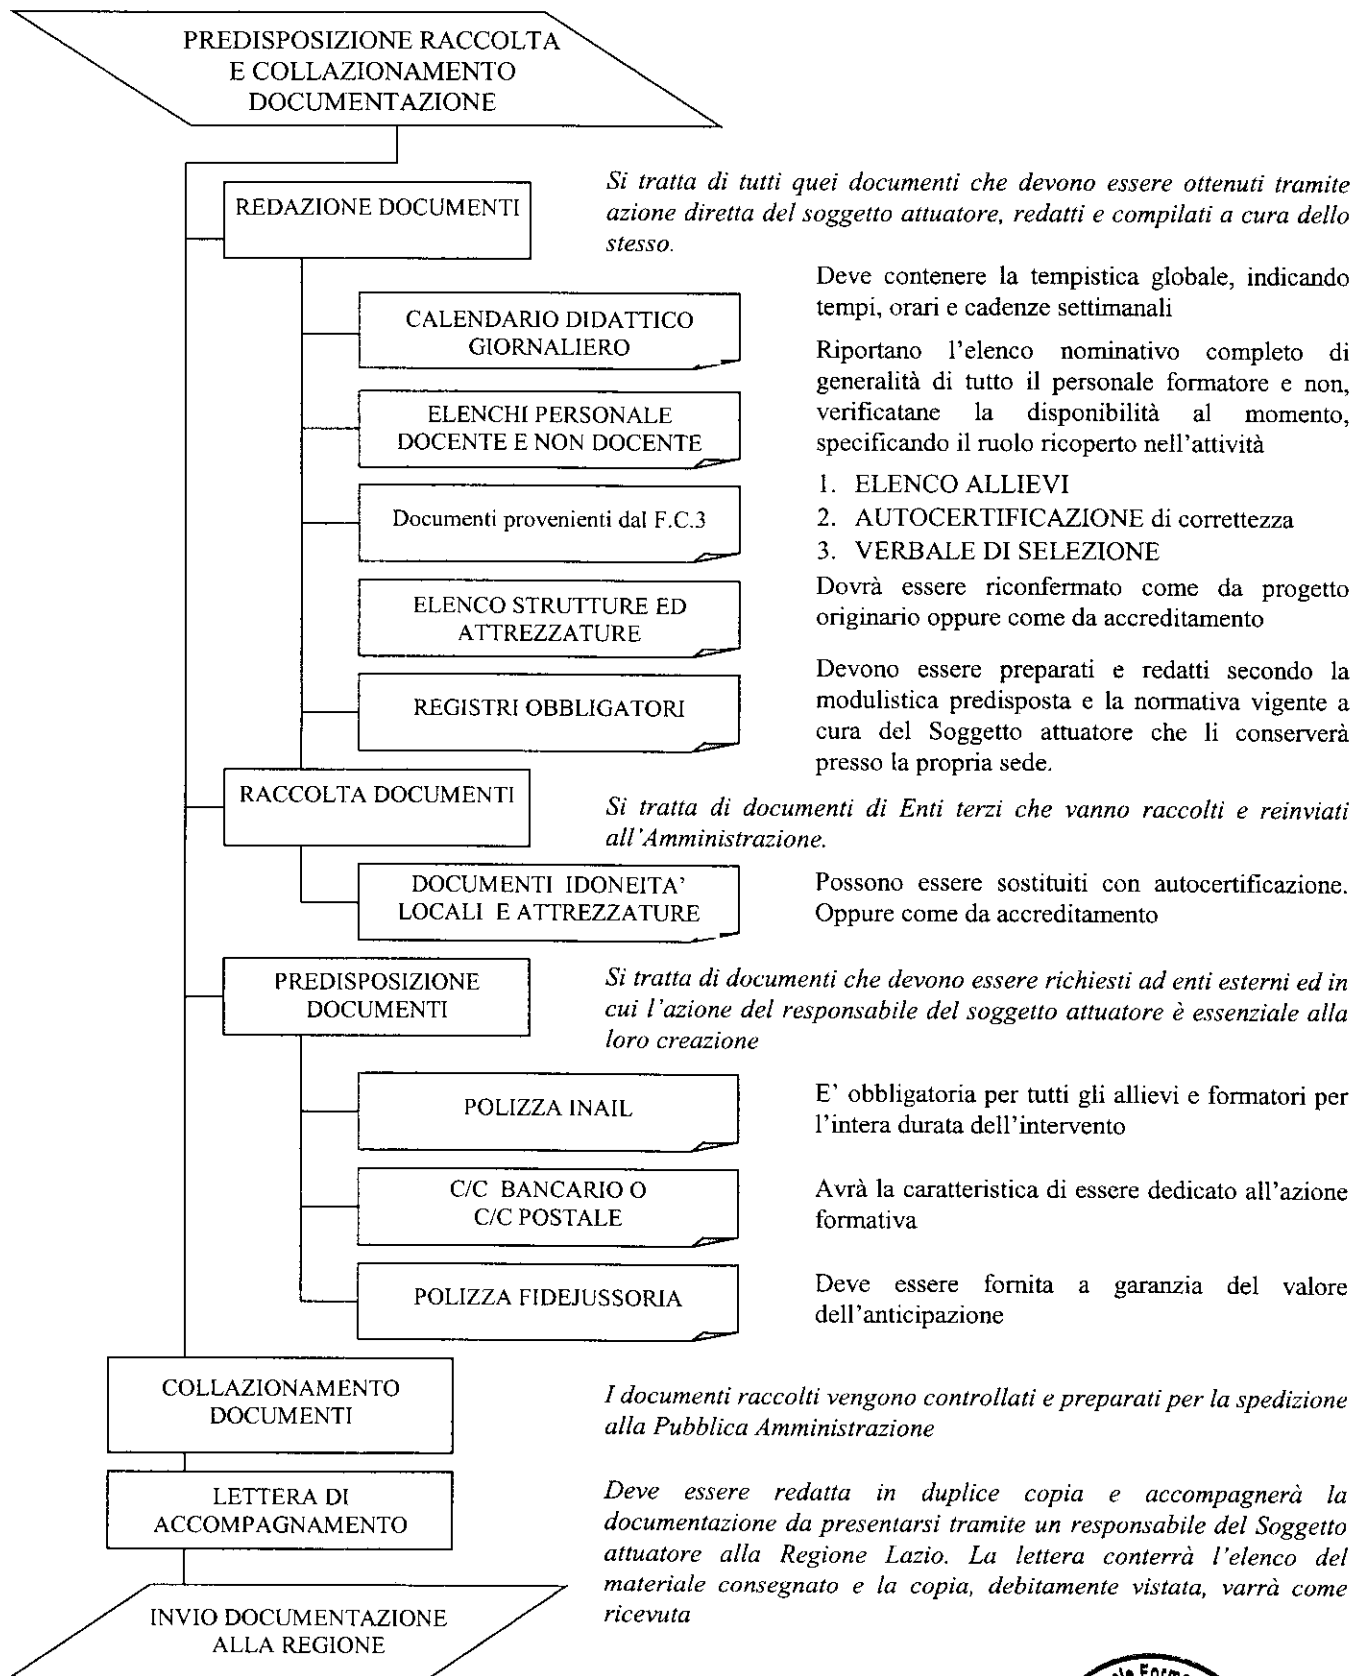 PREDISPOSIZIONE RACCOLTA
E COLLAZIONAMENTO
DOCUMENTAZIONE
REDAZIONE DOCUMENTI
Si tratta di tutti quei documenti che devono essere ottenuti tramite
azione diretta del soggetto attuatore, redatti e compilati a cura dello
stesso.
CALENDARIO DIDATTICO
GIORNALIERO
Deve contenere la tempistica globale, indicando
tempi, orari e cadenze settimanali
ELENCHI PERSONALE
DOCENTE E NON DOCENTE
Riportano l'elenco nominativo completo di
generalità di tutto il personale formatore e non,
verificatane la disponibilità al momento,
specificando il ruolo ricoperto nell'attività
Documenti provenienti dal F.C.3
1. ELENCO ALLIEVI
2. AUTOCERTIFICAZIONE di correttezza
3. VERBALE DI SELEZIONE
ELENCO STRUTTURE ED
ATTREZZATURE
Dovrà essere riconfermato come da progetto
originario oppure come da accreditamento
REGISTRI OBBLIGATORI
Devono essere preparati e redatti secondo la
modulistica predisposta e la normativa vigente a
cura del Soggetto attuatore che li conserverà
presso la propria sede.
RACCOLTA DOCUMENTI
Si tratta di documenti di Enti terzi che vanno raccolti e reinviati
all'Amministrazione.
DOCUMENTI IDONEITA'
LOCALI E ATTREZZATURE
Possono essere sostituiti con autocertificazione.
Oppure come da accreditamento
PREDISPOSIZIONE
DOCUMENTI
Si tratta di documenti che devono essere richiesti ad enti esterni ed in
cui l'azione del responsabile del soggetto attuatore è essenziale alla
loro creazione
POLIZZA INAIL
E' obbligatoria per tutti gli allievi e formatori per
l'intera durata dell'intervento
C/C BANCARIO O
C/C POSTALE
Avrà la caratteristica di essere dedicato all'azione
formativa
POLIZZA FIDEJUSSORIA
Deve essere fornita a garanzia del valore
dell'anticipazione
COLLAZIONAMENTO
DOCUMENTI
I documenti raccolti vengono controllati e preparati per la spedizione
alla Pubblica Amministrazione
LETTERA DI
ACCOMPAGNAMENTO
Deve essere redatta in duplice copia e accompagnerà la
documentazione da presentarsi tramite un responsabile del Soggetto
attuatore alla Regione Lazio. La lettera conterrà l'elenco del
materiale consegnato e la copia, debitamente vistata, varrà come
ricevuta
INVIO DOCUMENTAZIONE
ALLA REGIONE